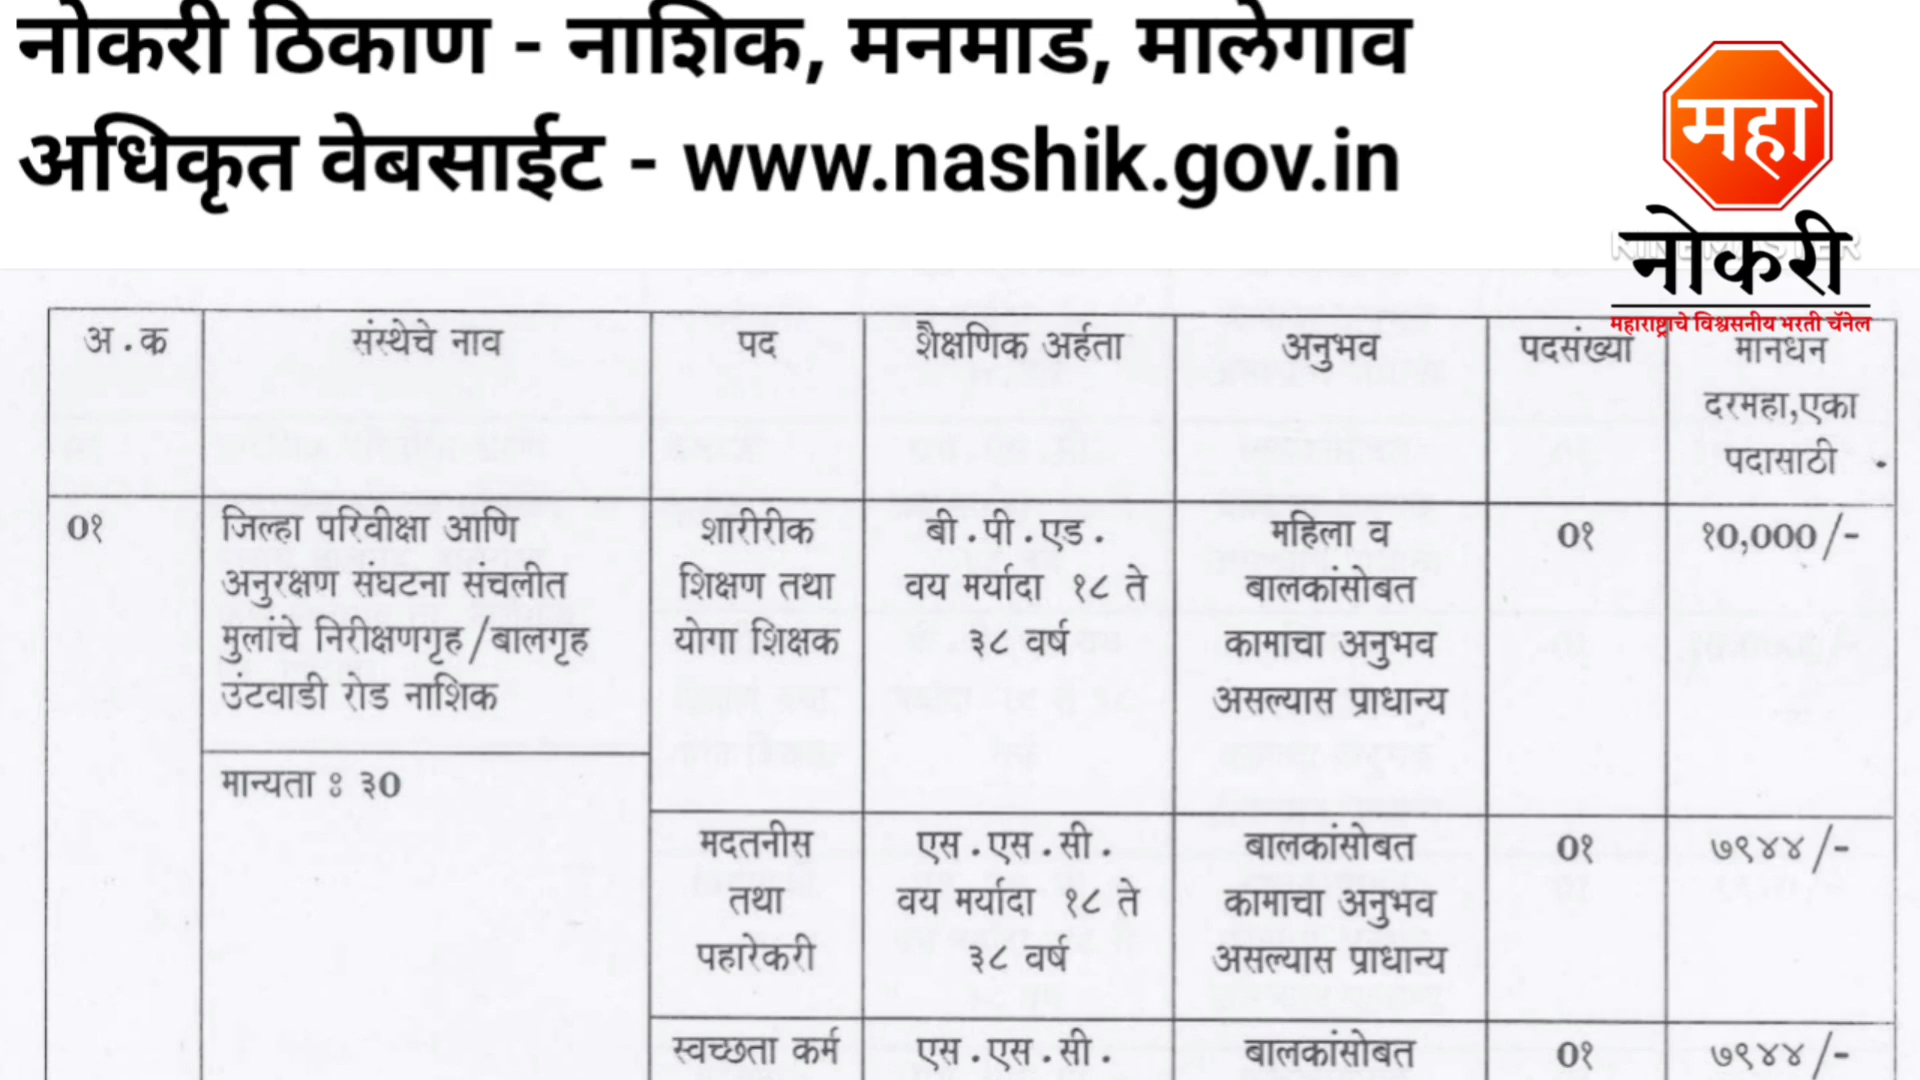 नोकरी ठिकाण - नाशिक, मनमाड, मालेगाव
अधिकृत वेबसाईट - www.nashik.gov.in
महा
नोकरी
महाराष्ट्राचे विश्वसनीय भरती चॅनेल
अ.क संस्थेचे नाव पद शैक्षणिक अर्हता अनुभव पदसंख्या मानधन
दरमहा,एका
पदासाठी
०१ जिल्हा परिवीक्षा आणि शारीरीक बी.पी.एड. महिला व ०१ १०,०००/-
अनुरक्षण संघटना संचलीत शिक्षण तथा वय मर्यादा १८ ते बालकांसोबत
मुलांचे निरीक्षणगृह/बालगृह योगा शिक्षक ३८ वर्ष कामाचा अनुभव
उंटवाडी रोड नाशिक असल्यास प्राधान्य
मान्यता : ३०
मदतनीस एस.एस.सी. बालकांसोबत ०१ ७९४४/-
तथा वय मर्यादा १८ ते कामाचा अनुभव
पहारेकरी ३८ वर्ष असल्यास प्राधान्य
स्वच्छता कर्म एस.एस.सी. बालकांसोबत ०१ ७९४४/-